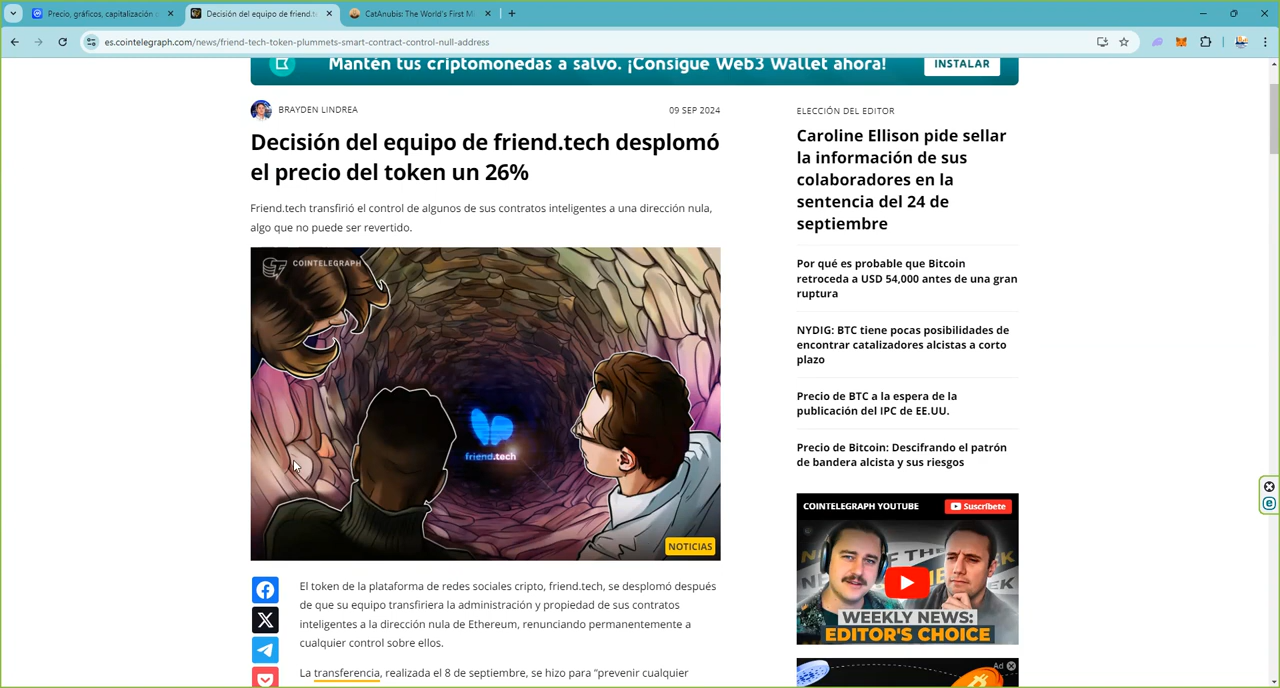 Precio, gráficos, capitalización
Decisión del equipo de friend.t
CatAnubis: The World's First M
es.cointelegraph.com/news/friend-tech-token-plummets-smart-contract-control-null-address
Mantén tus criptomonedas a salvo. ¡Consigue Web3 Wallet ahora!
INSTALAR
BRAYDEN LINDREA
09 SEP 2024
Decisión del equipo de friend.tech desplomó
el precio del token un 26%
Friend.tech transfirió el control de algunos de sus contratos inteligentes a una dirección nula,
algo que no puede ser revertido.
COINTELEGRAPH
friend.tech
NOTICIAS
El token de la plataforma de redes sociales cripto, friend.tech, se desplomó después
de que su equipo transfiriera la administración y propiedad de sus contratos
inteligentes a la dirección nula de Ethereum, renunciando permanentemente a
cualquier control sobre ellos.
La transferencia, realizada el 8 de septiembre, se hizo para “prevenir cualquier
ELECCIÓN DEL EDITOR
Caroline Ellison pide sellar
la información de sus
colaboradores en la
sentencia del 24 de
septiembre
Por qué es probable que Bitcoin
retroceda a USD 54,000 antes de una gran
ruptura
NYDIG: BTC tiene pocas posibilidades de
encontrar catalizadores alcistas a corto
plazo
Precio de BTC a la espera de la
publicación del IPC de EE.UU.
Precio de Bitcoin: Descifrando el patrón
de bandera alcista y sus riesgos
COINTELEGRAPH YOUTUBE
Suscríbete
WEEKLY NEWS:
EDITOR'S CHOICE
Ad